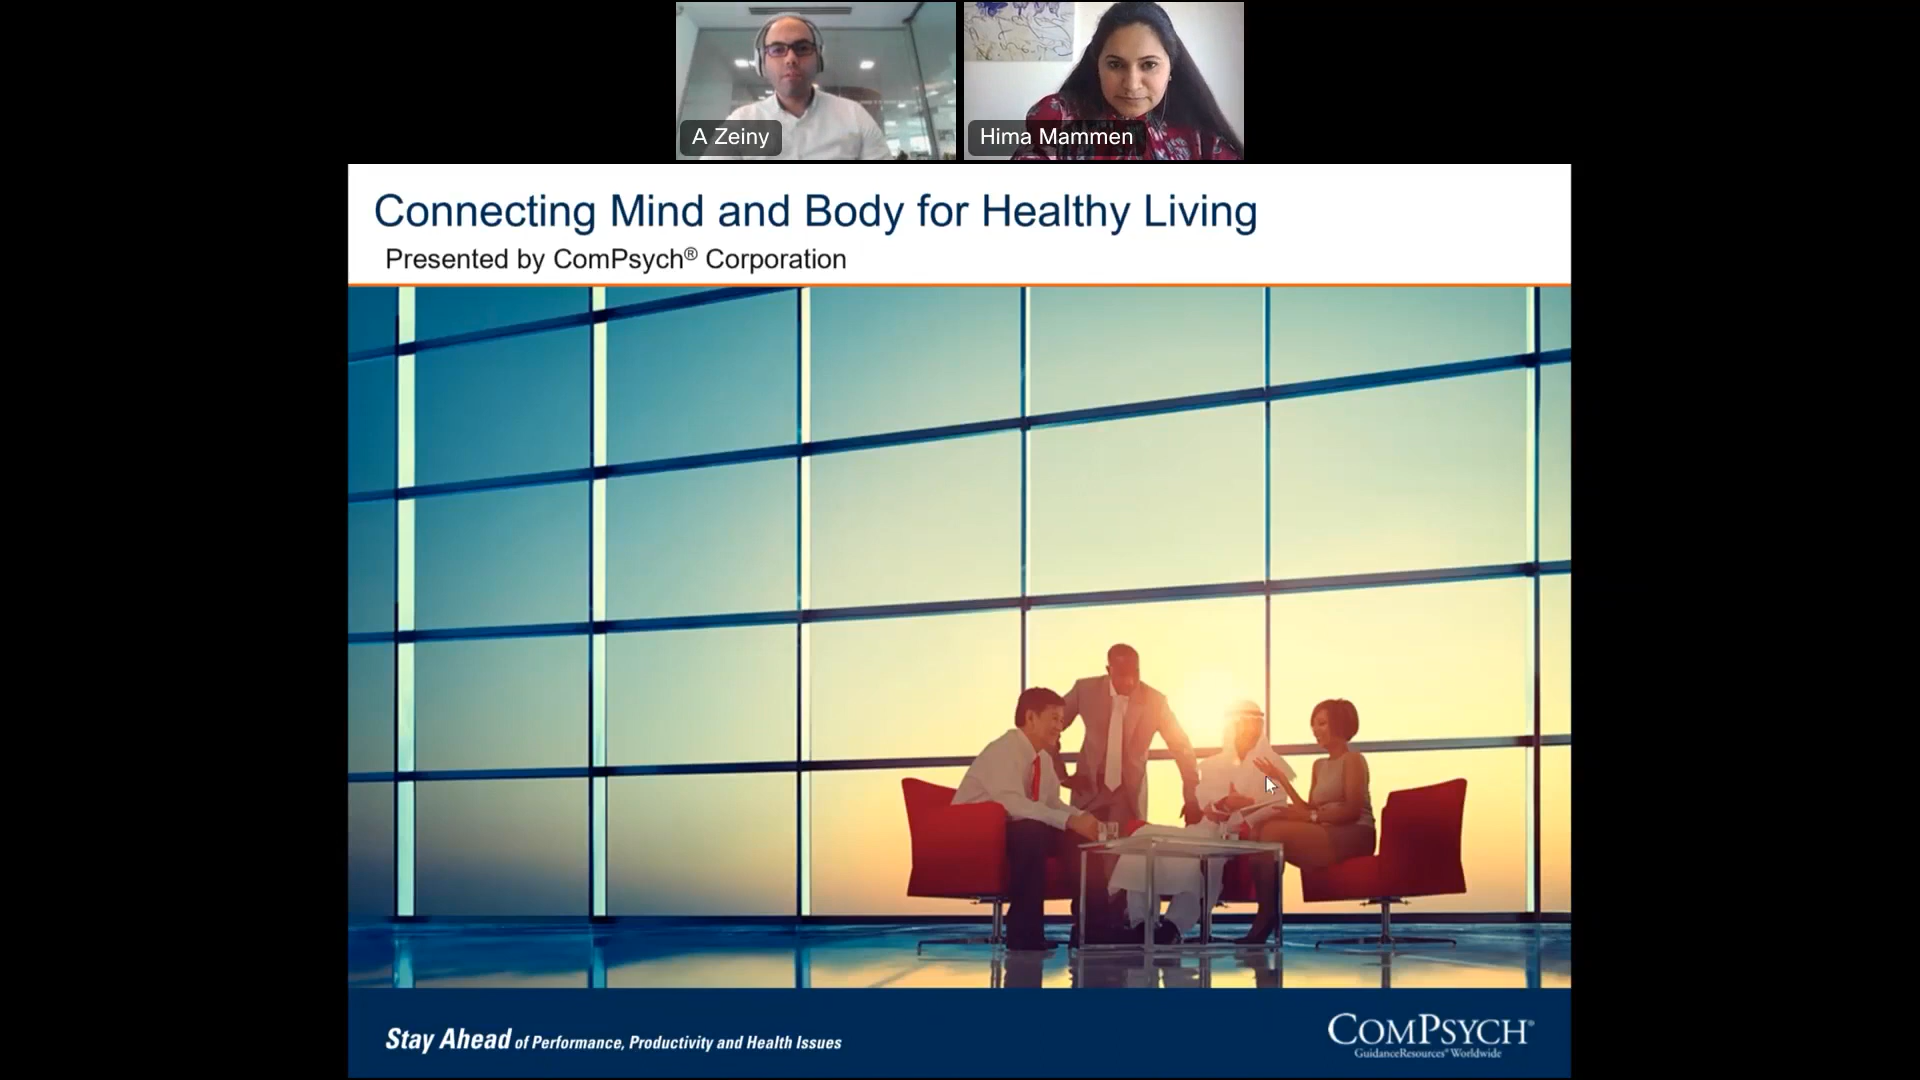 A Zeiny
Hima Mammen
Connecting Mind and Body for Healthy Living
Presented by ComPsych® Corporation
Stay Ahead of Performance, Productivity and Health Issues
COMPSYCH®
GuidanceResources® Worldwide